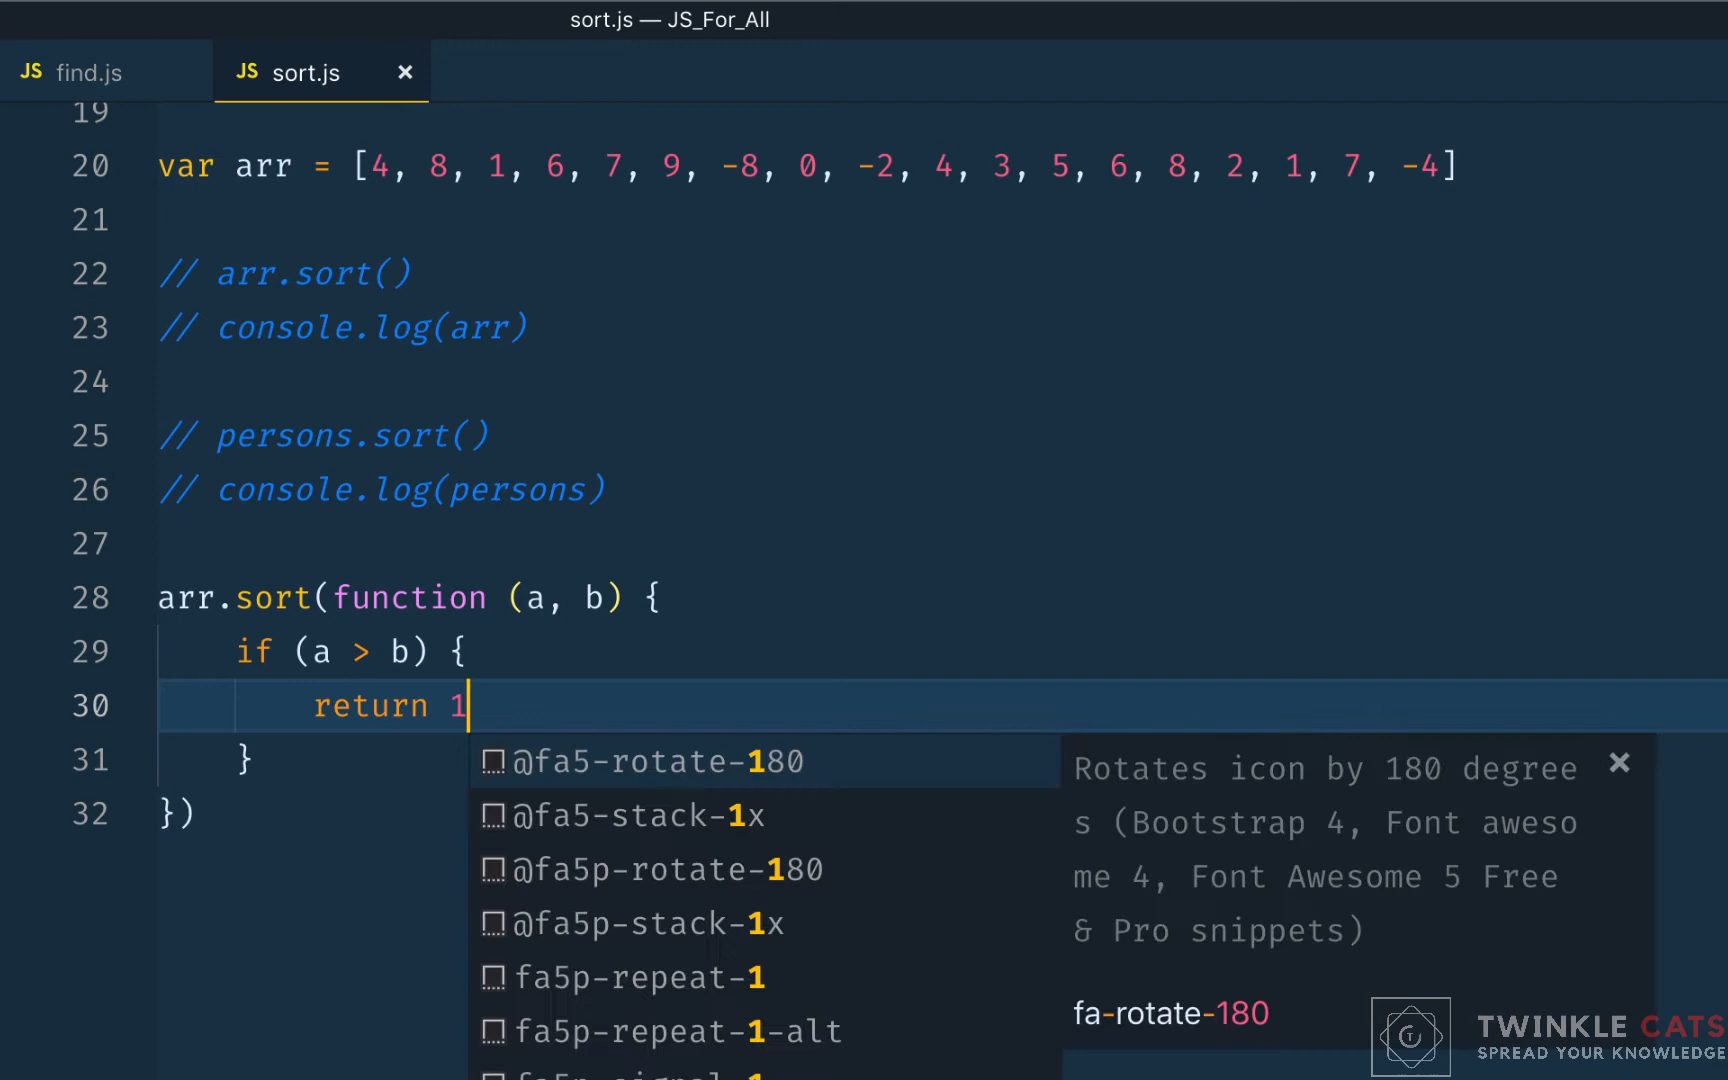 sort.js — JS_For_All
JS find.js
JS sort.js ×
19
20 var arr = [4, 8, 1, 6, 7, 9, -8, 0, -2, 4, 3, 5, 6, 8, 2, 1, 7, -4]
21
22 // arr.sort()
23 // console.log(arr)
24
25 // persons.sort()
26 // console.log(persons)
27
28 arr.sort(function (a, b) {
29 if (a > b) {
30 return 1
31 }
32 })
@fa5-rotate-180
@fa5-stack-1x
@fa5p-rotate-180
@fa5p-stack-1x
fa5p-repeat-1
fa5p-repeat-1-alt
fa5p-signal-1
Rotates icon by 180 degree ×
s (Bootstrap 4, Font aweso
me 4, Font Awesome 5 Free
& Pro snippets)
fa-rotate-180
TWINKLE CATS
SPREAD YOUR KNOWLEDGE